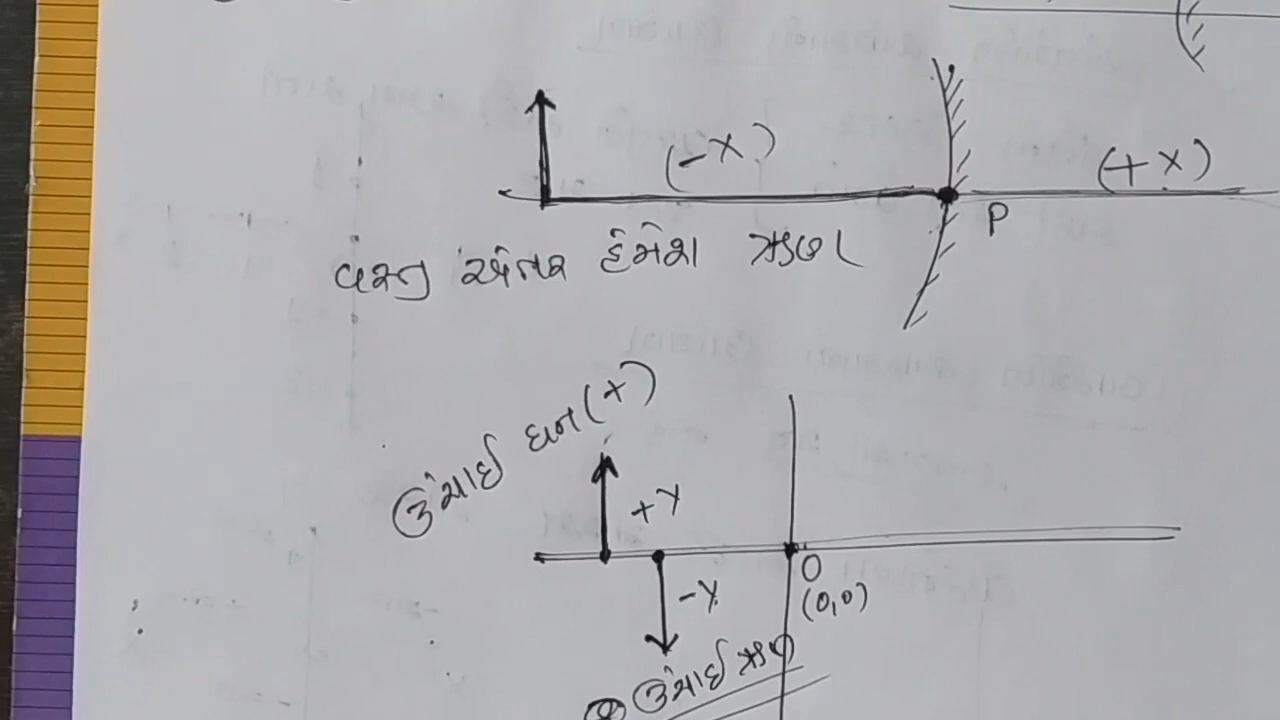 (-x)
(+x)
P
વસ્તુ અંતર હંમેશા ઋણ
ઉંચાઈ ધન (+)
+y
-y
O
(0,0)
ઉંચાઈ ઋણ